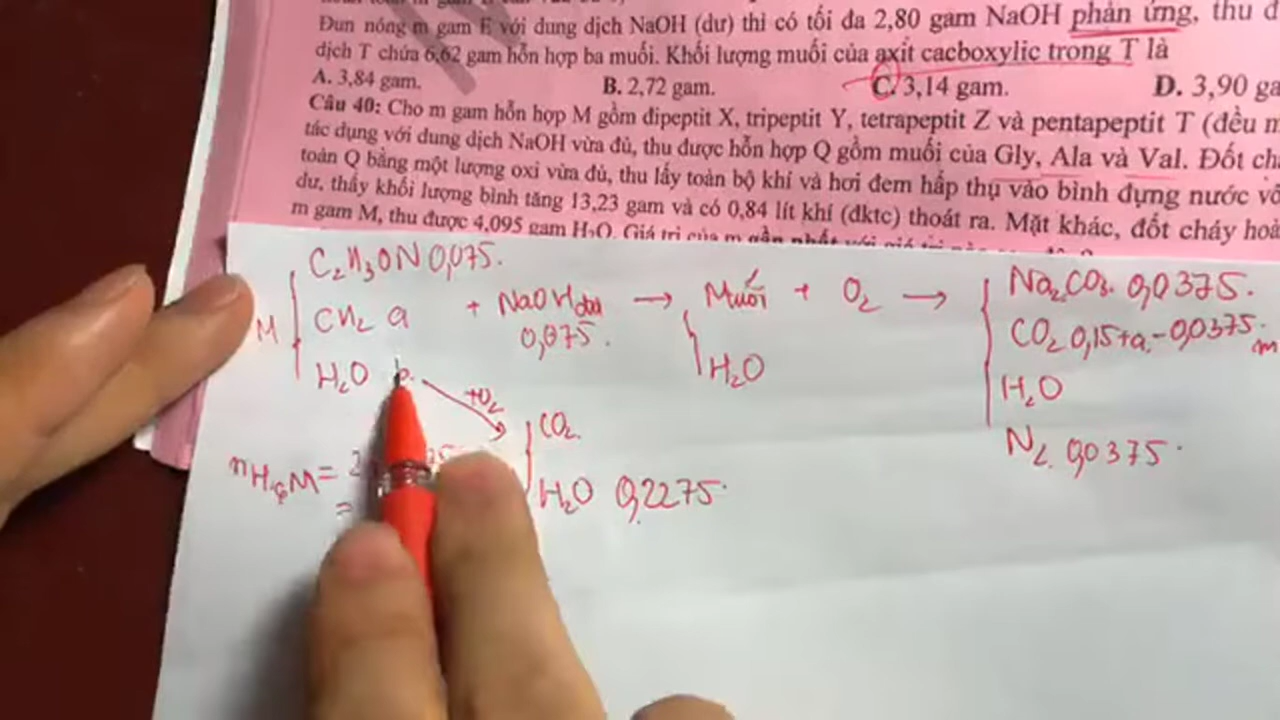 Đun nóng m gam E với dung dịch NaOH (dư) thì có tối đa 2,80 gam NaOH phản ứng, thu đ
dịch T chứa 6,62 gam hỗn hợp ba muối. Khối lượng muối của axit cacboxylic trong T là
A. 3,84 gam. B. 2,72 gam. C. 3,14 gam. D. 3,90 ga
Câu 40: Cho m gam hỗn hợp M gồm đipeptit X, tripeptit Y, tetrapeptit Z và pentapeptit T (đều m
tác dụng với dung dịch NaOH vừa đủ, thu được hỗn hợp Q gồm muối của Gly, Ala và Val. Đốt ch
toàn Q bằng một lượng oxi vừa đủ, thu lấy toàn bộ khí và hơi đem hấp thụ vào bình đựng nước vô
dư, thấy khối lượng bình tăng 13,23 gam và có 0,84 lít khí (đktc) thoát ra. Mặt khác, đốt cháy hoà
m gam M, thu được 4,095 gam H₂O. Giá trị của m gần nhất với giá trị
M
C₂H₃ON 0,075.
CH₂ a
H₂O b.
+ NaOH
0,075.
→ Muối + O₂ →
H₂O
Na₂CO₃ 0,0375.
CO₂ 0,15+a-0,0375.
H₂O
N₂ 0,0375.
+O₂
CO₂
H₂O 0,2275.
nH M =
=